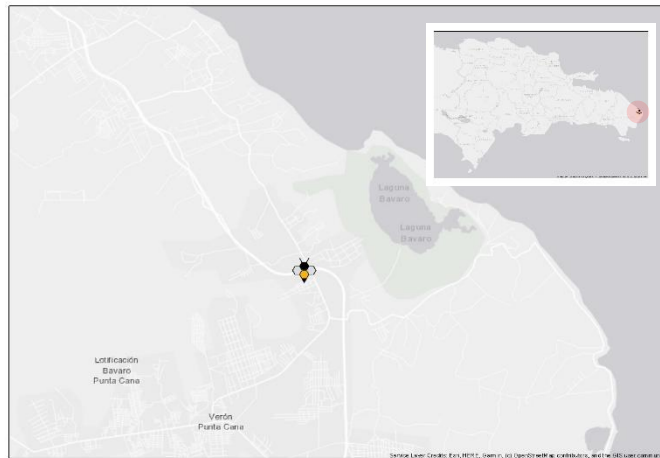 Laguna
Bavaro
Laguna
Bavaro
Lotificación
Bavaro
Punta Cana
Verón
Punta Cana
Service Layer Credits: Esri, HERE, Garmin, (c) OpenStreetMap contributors, and the GIS user commun